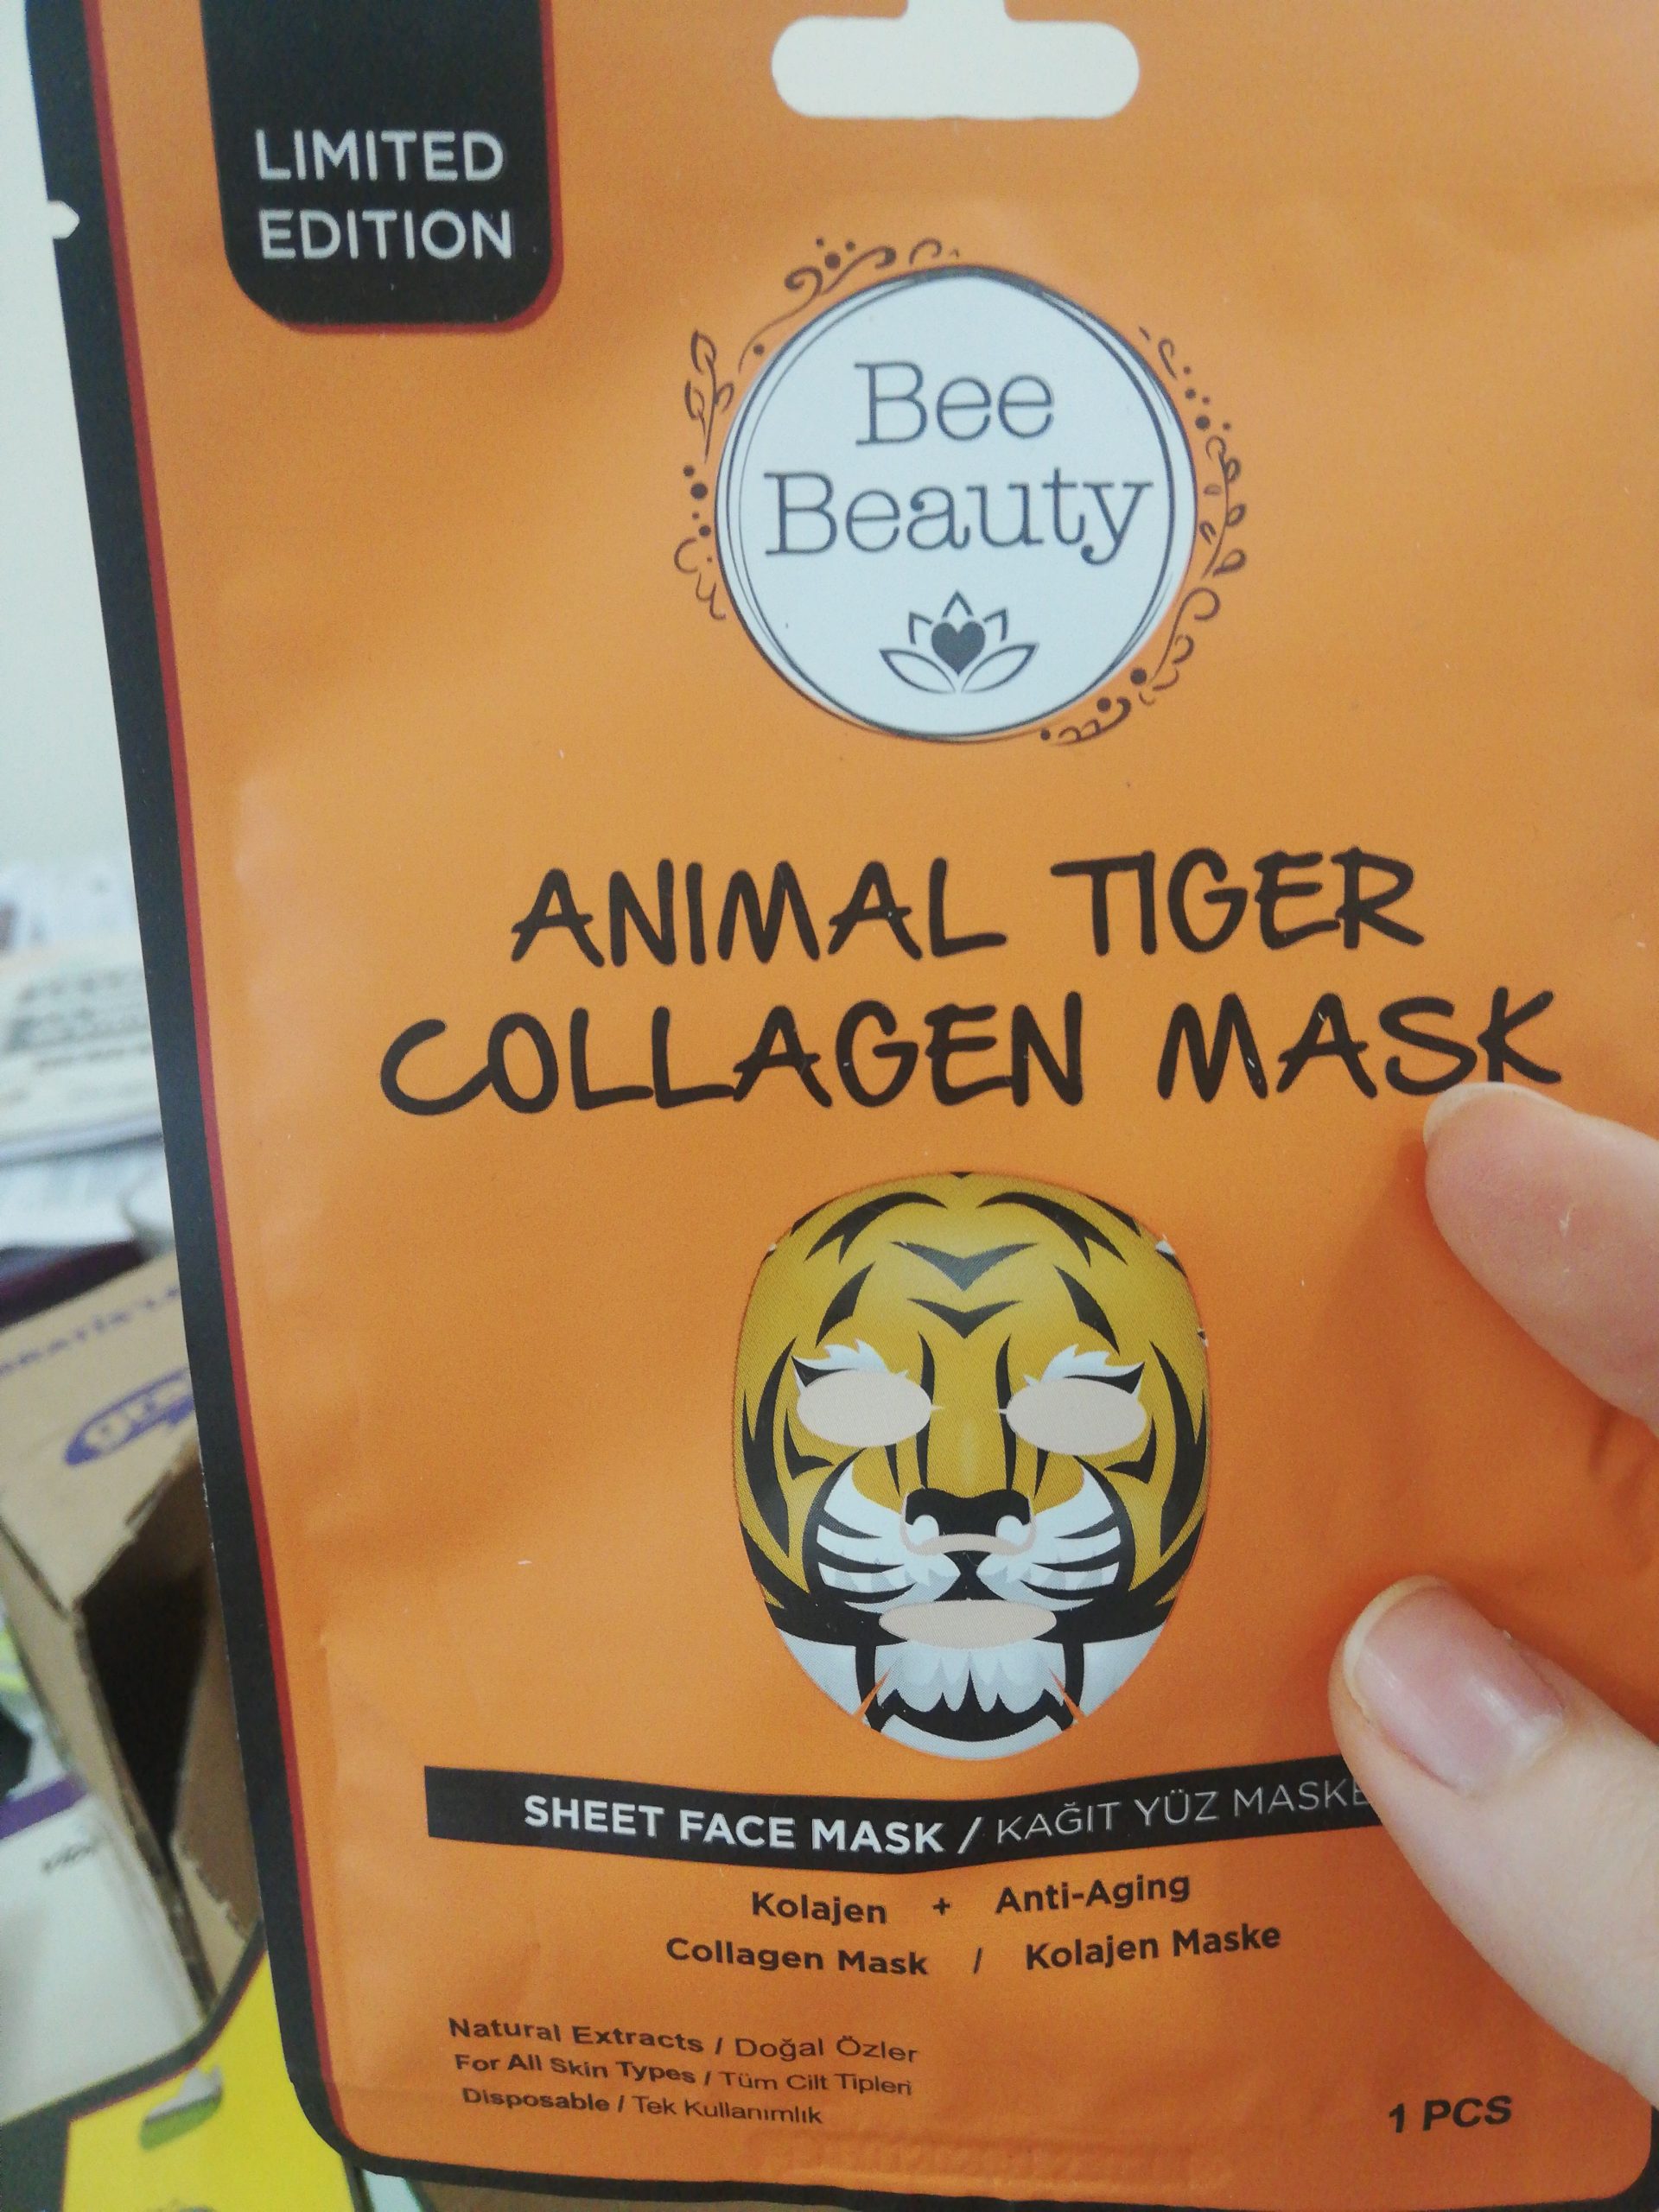 LIMITED
EDITION
Bee
Beauty
ANIMAL TIGER
COLLAGEN MASK
SHEET FACE MASK / KAĞIT YÜZ MASKE
Kolajen + Anti-Aging
Collagen Mask / Kolajen Maske
Natural Extracts / Doğal Özler
For All Skin Types / Tüm Cilt Tipleri
Disposable / Tek Kullanımlık
1 PCS